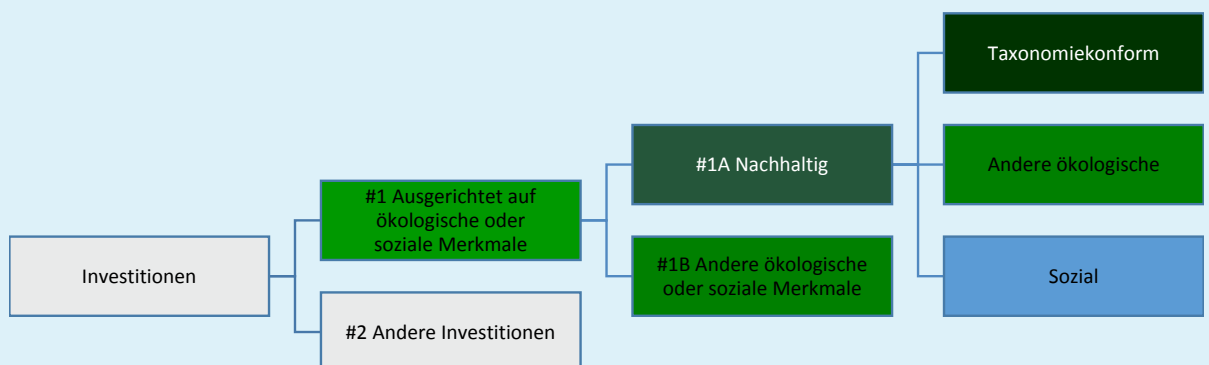 Investitionen
#1 Ausgerichtet auf
ökologische oder
soziale Merkmale
#2 Andere Investitionen
#1A Nachhaltig
#1B Andere ökologische
oder soziale Merkmale
Taxonomiekonform
Andere ökologische
Sozial